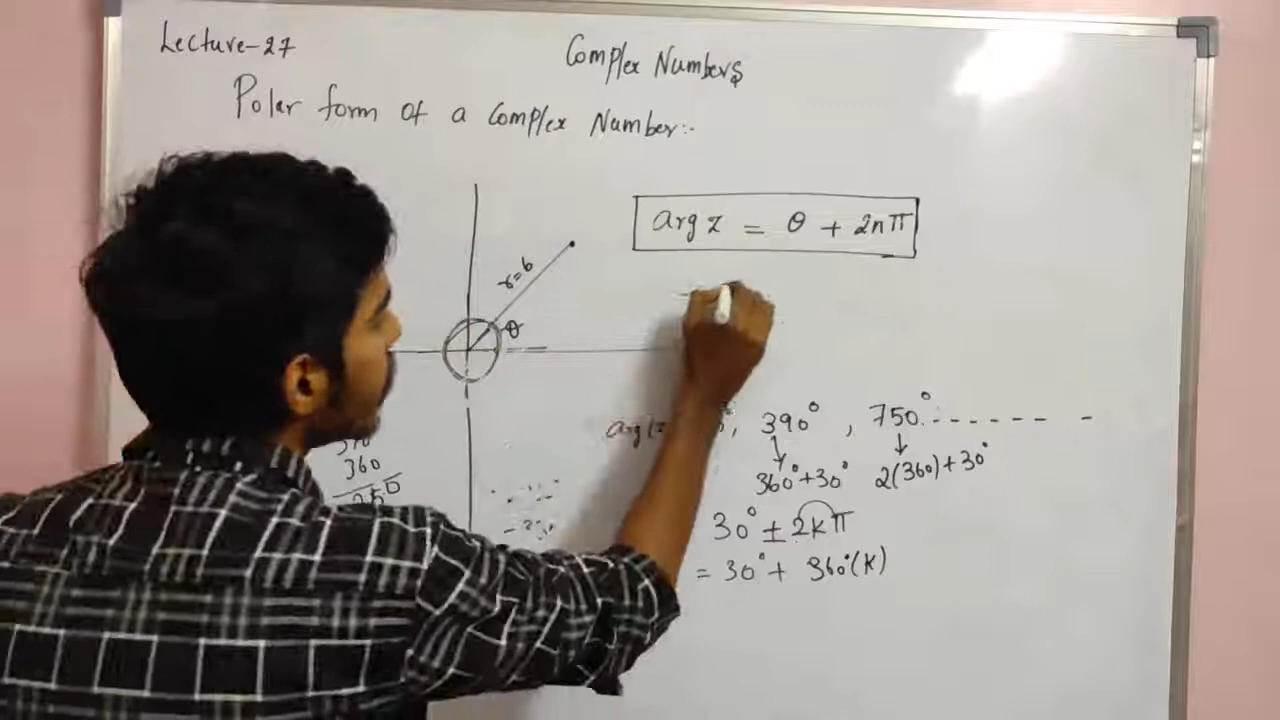 Lecture-27
Complex Numbers
Polar form of a Complex Number:-
arg z = θ + 2nπ
r=6
θ
arg(z , 390°, 750° ------ -
360°+30° 2(360)+30°
360
30° ± 2kπ
= 30° + 360°(k)